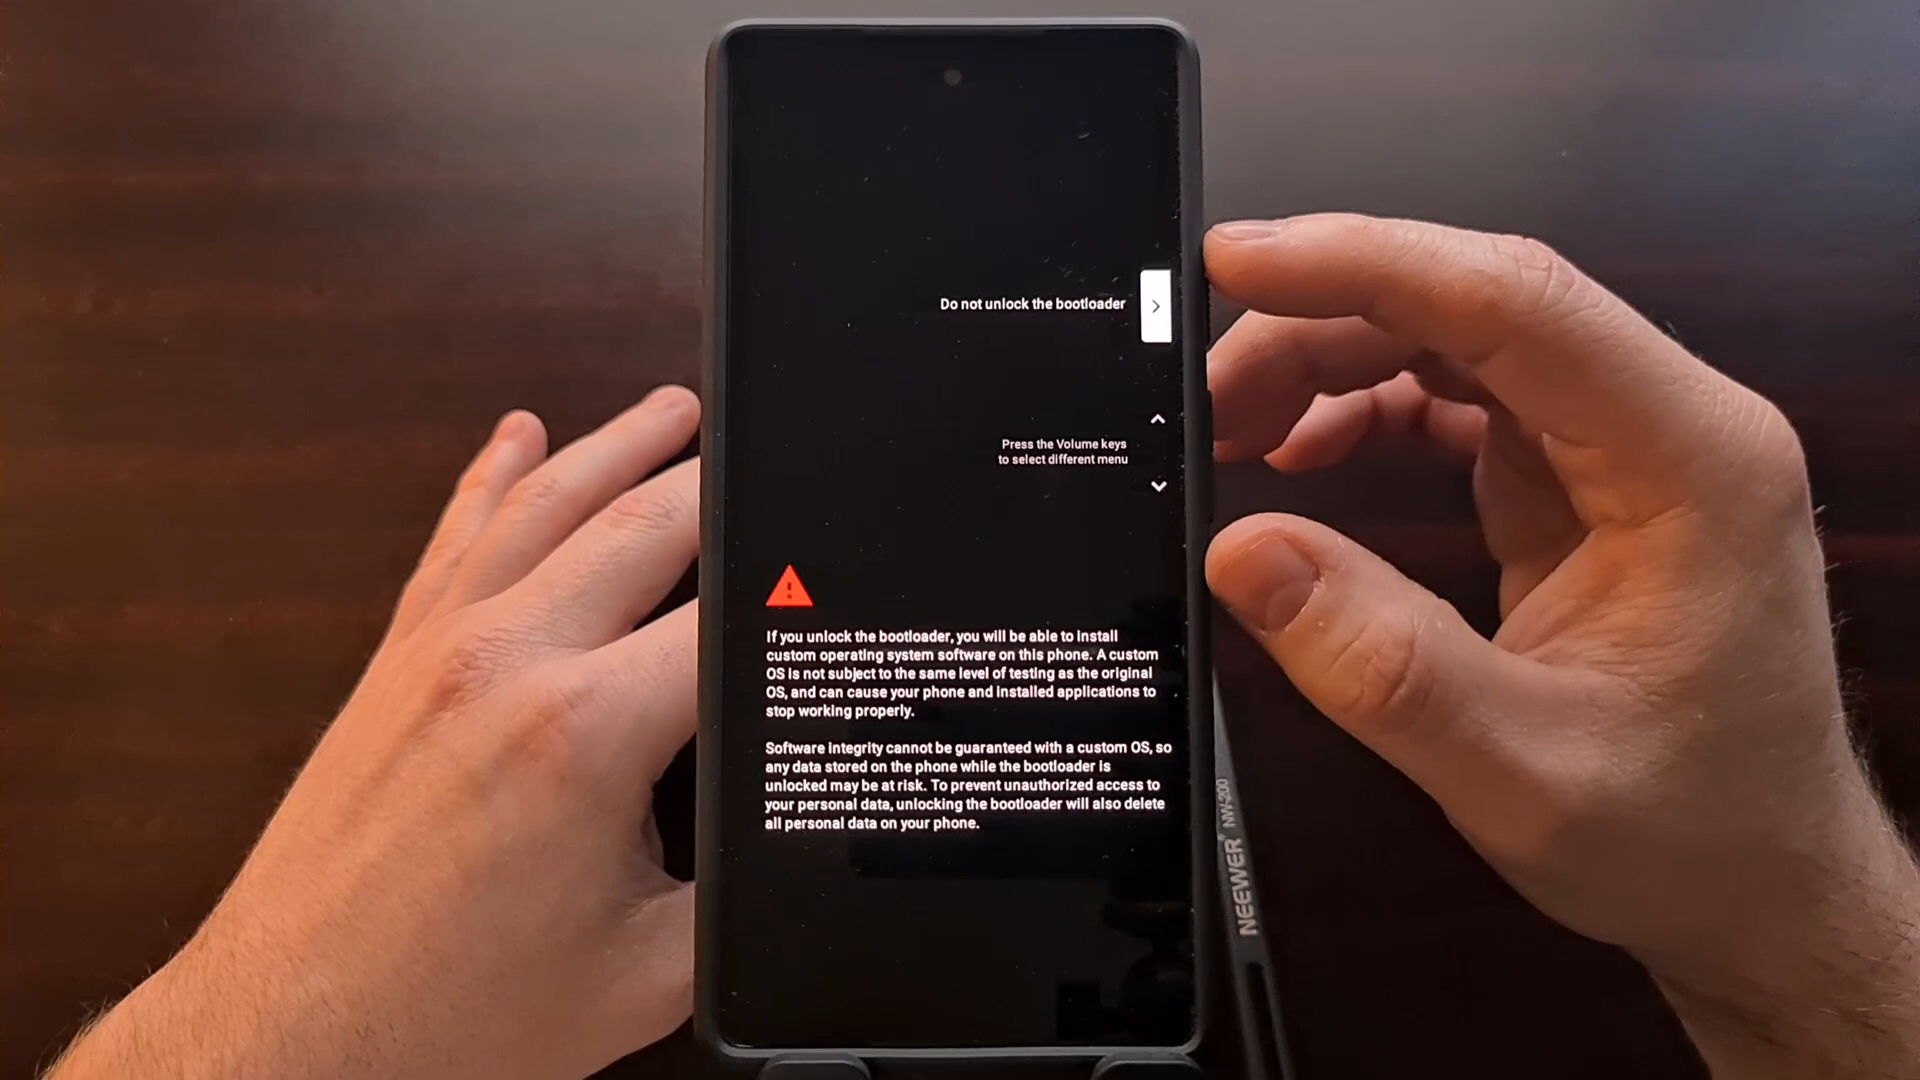 Do not unlock the bootloader
Press the Volume keys
to select different menu
If you unlock the bootloader, you will be able to install
custom operating system software on this phone. A custom
OS is not subject to the same level of testing as the original
OS, and can cause your phone and installed applications to
stop working properly.
Software integrity cannot be guaranteed with a custom OS, so
any data stored on the phone while the bootloader is
unlocked may be at risk. To prevent unauthorized access to
your personal data, unlocking the bootloader will also delete
all personal data on your phone.
NEEWER® NW-200